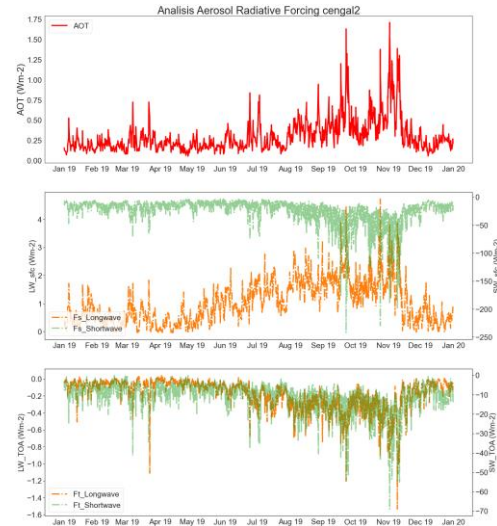 Analisis Aerosol Radiative Forcing cengal2
AOT
AOT (Wm-2)
1.75
1.50
1.25
1.00
0.75
0.50
0.25
0.00
Jan 19 Feb 19 Mar 19 Apr 19 May 19 Jun 19 Jul 19 Aug 19 Sep 19 Oct 19 Nov 19 Dec 19 Jan 20
LW_sfc (Wm-2)
4
3
2
1
0
Fs_Longwave
Fs_Shortwave
SW_sfc (Wm-2)
0
−50
−100
−150
−200
−250
Jan 19 Feb 19 Mar 19 Apr 19 May 19 Jun 19 Jul 19 Aug 19 Sep 19 Oct 19 Nov 19 Dec 19 Jan 20
LW_TOA (Wm-2)
0.0
−0.2
−0.4
−0.6
−0.8
−1.0
−1.2
−1.4
−1.6
Ft_Longwave
Ft_Shortwave
SW_TOA (Wm-2)
0
−10
−20
−30
−40
−50
−60
−70
Jan 19 Feb 19 Mar 19 Apr 19 May 19 Jun 19 Jul 19 Aug 19 Sep 19 Oct 19 Nov 19 Dec 19 Jan 20